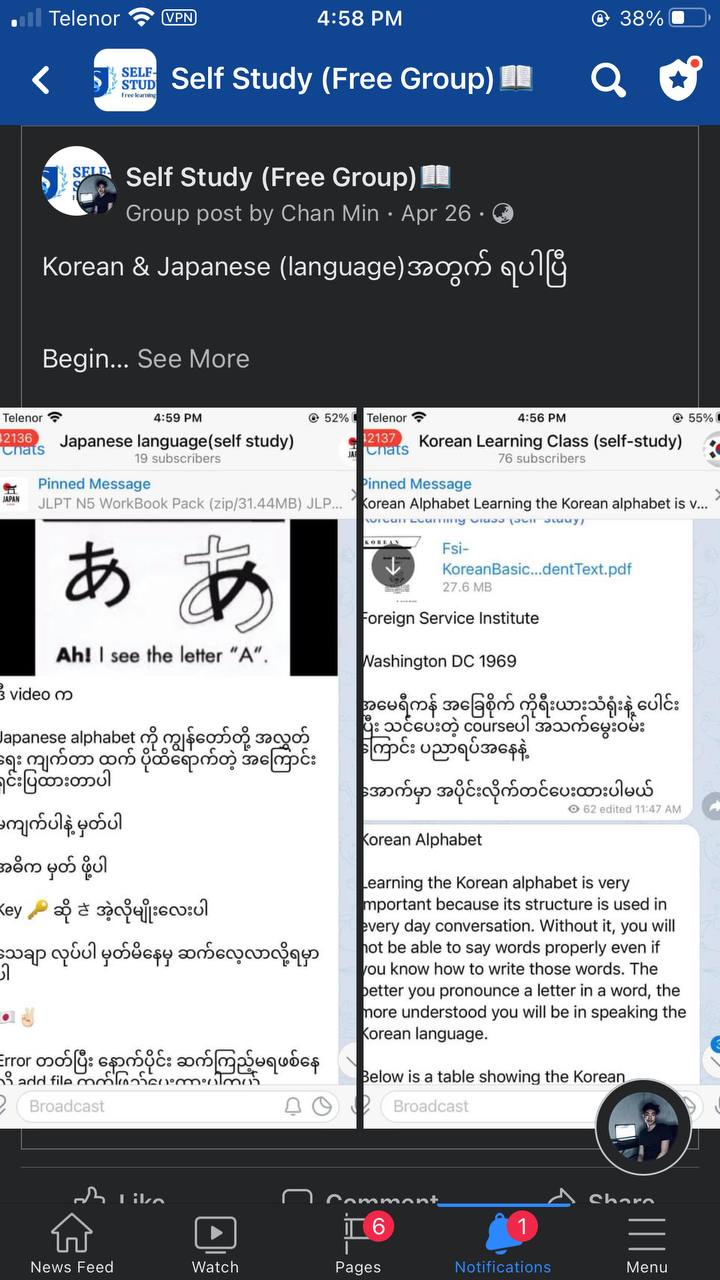 Telenor VPN 4:58 PM 38%
SELF-
STUD
Free learning
Self Study (Free Group)📖
SELF-
Self Study (Free Group)📖
Group post by Chan Min · Apr 26 ·
Korean & Japanese (language)အတွက် ရပါပြီ
Begin... See More
Telenor 4:59 PM 52%
42136
Chats
Japanese language(self study)
19 subscribers
JAPAN
Pinned Message
JLPT N5 WorkBook Pack (zip/31.44MB) JLP...
あ あ
Ah! I see the letter “A”.
ဒီ video က
Japanese alphabet ကို ကျွန်တော်တို့ အလွှတ်
ရေး ကျက်တာ ထက် ပိုထိရောက်တဲ့ အကြောင်း
ရှင်းပြထားတာပါ
မကျက်ပါနဲ့ မှတ်ပါ
အဓိက မှတ် ဖို့ပါ
Key 🔑 ဆို さ အဲ့လိုမျိုးလေးပါ
သေချာ လုပ်ပါ မှတ်မိနေမှ ဆက်လေ့လာလို့ရမှာ
ပါ
🇯🇵✌🏻
Error တတ်ပြီး နောက်ပိုင်း ဆက်ကြည့်မရဖစ်နေ
လို့ add file
Broadcast
Telenor 4:56 PM 55%
42137
Chats
Korean Learning Class (self-study)
76 subscribers
Pinned Message
Korean Alphabet Learning the Korean alphabet is v...
Korean Learning Class (self-study)
KOREAN
Fsi-
KoreanBasic...dentText.pdf
27.6 MB
Foreign Service Institute
Washington DC 1969
အမေရီကန် အခြေစိုက် ကိုရီးယားသံရုံးနဲ့ ပေါင်း
ပြီး သင်ပေးတဲ့ courseပါ အသက်မွေးဝမ်း
ကြောင်း ပညာရပ်အနေနဲ့
အောက်မှာ အပိုင်းလိုက်တင်ပေးထားပါမယ်
62 edited 11:47 AM
Korean Alphabet
Learning the Korean alphabet is very
important because its structure is used in
every day conversation. Without it, you will
not be able to say words properly even if
you know how to write those words. The
better you pronounce a letter in a word, the
more understood you will be in speaking the
Korean language.
Below is a table showing the Korean
Broadcast
Like Comment Share
6 1
News Feed Watch Pages Notifications Menu